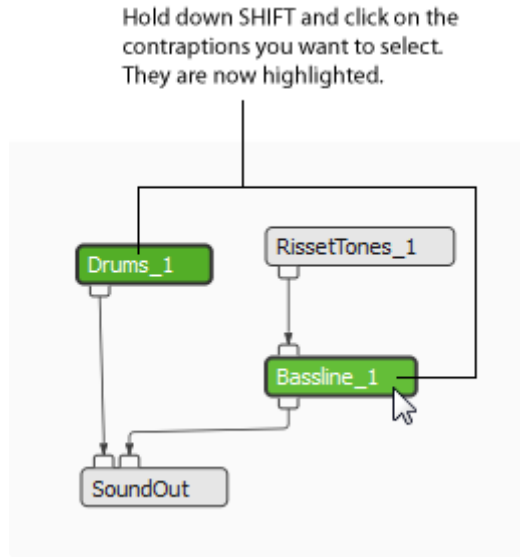 Hold down SHIFT and click on the
contraptions you want to select.
They are now highlighted.
RissetTones_1
Drums_1
Bassline_1
SoundOut